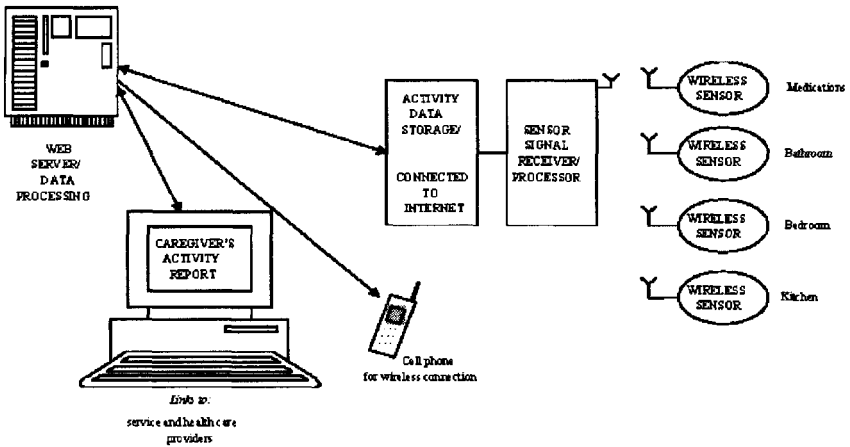 WEB
SERVER/
DATA
PROCESSING
CAREGIVER'S
ACTIVITY
REPORT
Links to:
service and health care
providers
Cell phone
for wireless connection
ACTIVITY
DATA
STORAGE/
CONNECTED
TO
INTERNET
SENSOR
SIGNAL
RECEIVER/
PROCESSOR
WIRELESS
SENSOR
Medications
WIRELESS
SENSOR
Bathroom
WIRELESS
SENSOR
Bedroom
WIRELESS
SENSOR
Kitchen